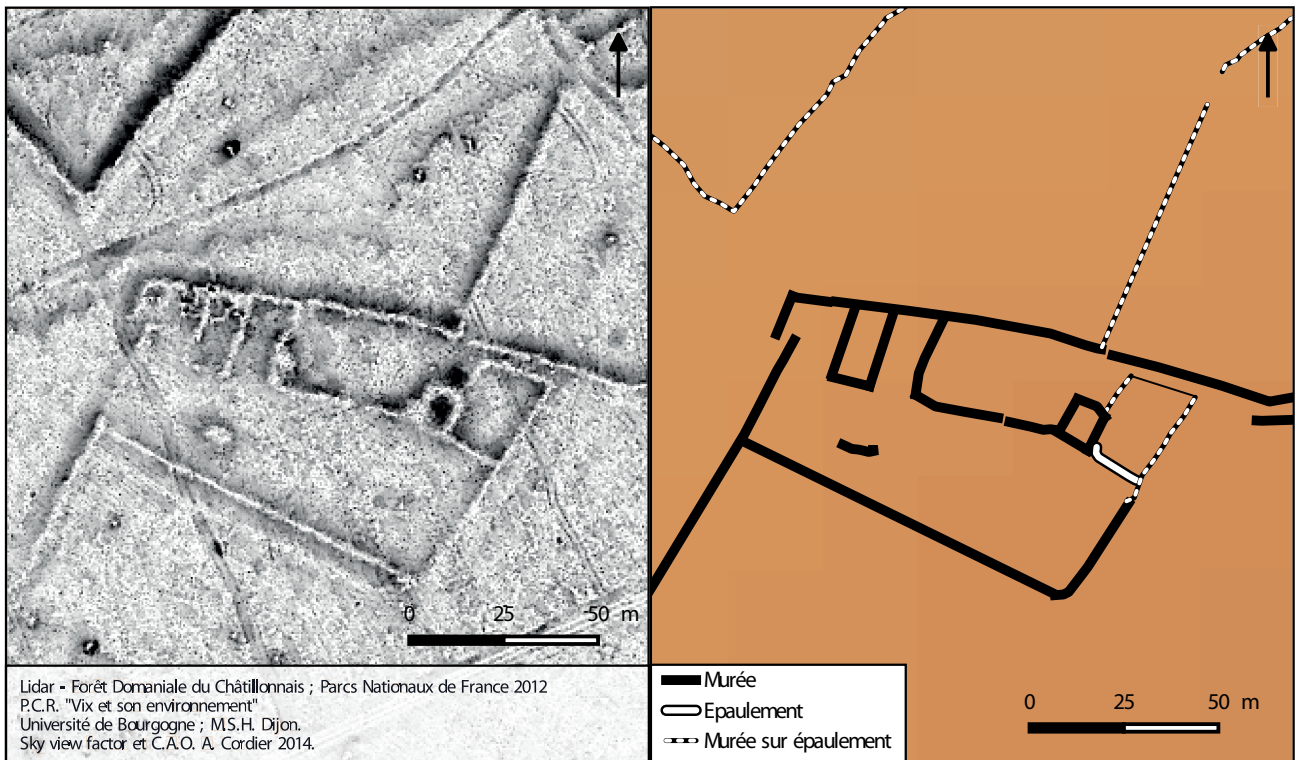 0 25 50 m
Lidar - Forêt Domaniale du Châtillonnais ; Parcs Nationaux de France 2012
P.C.R. "Vix et son environnement"
Université de Bourgogne ; M.S.H. Dijon.
Sky view factor et C.A.O. A. Cordier 2014.
Murée
Epaulement
Murée sur épaulement
0 25 50 m